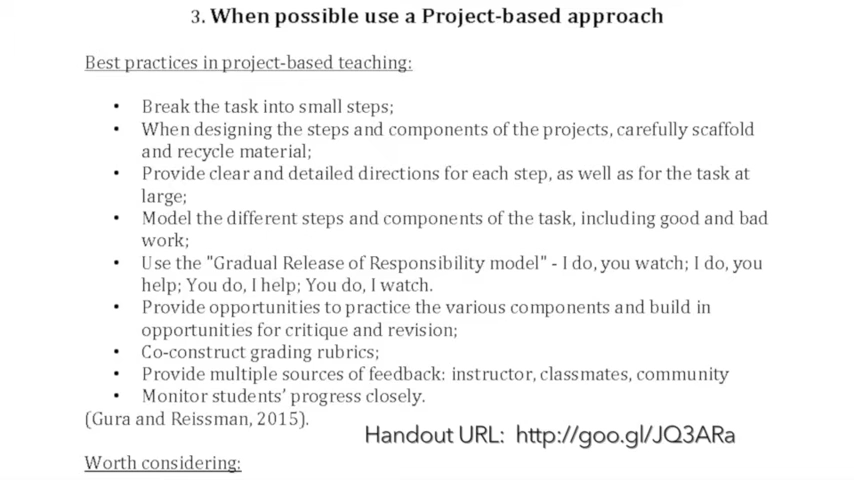 3. When possible use a Project-based approach
Best practices in project-based teaching:
• Break the task into small steps;
• When designing the steps and components of the projects, carefully scaffold
and recycle material;
• Provide clear and detailed directions for each step, as well as for the task at
large;
• Model the different steps and components of the task, including good and bad
work;
• Use the "Gradual Release of Responsibility model" - I do, you watch; I do, you
help; You do, I help; You do, I watch.
• Provide opportunities to practice the various components and build in
opportunities for critique and revision;
• Co-construct grading rubrics;
• Provide multiple sources of feedback: instructor, classmates, community
• Monitor students’ progress closely.
(Gura and Reissman, 2015).
Handout URL: http://goo.gl/JQ3ARa
Worth considering: